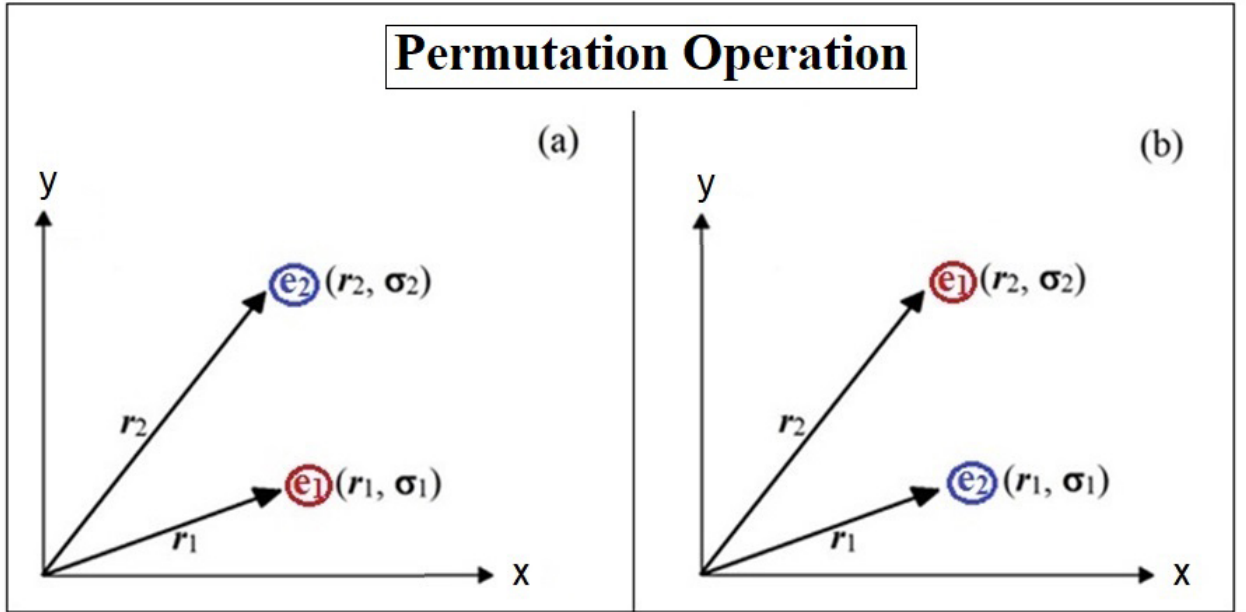 Permutation Operation
(a)
y
e2 (r2, σ2)
r2
e1 (r1, σ1)
r1
x
(b)
y
e1 (r2, σ2)
r2
e2 (r1, σ1)
r1
x